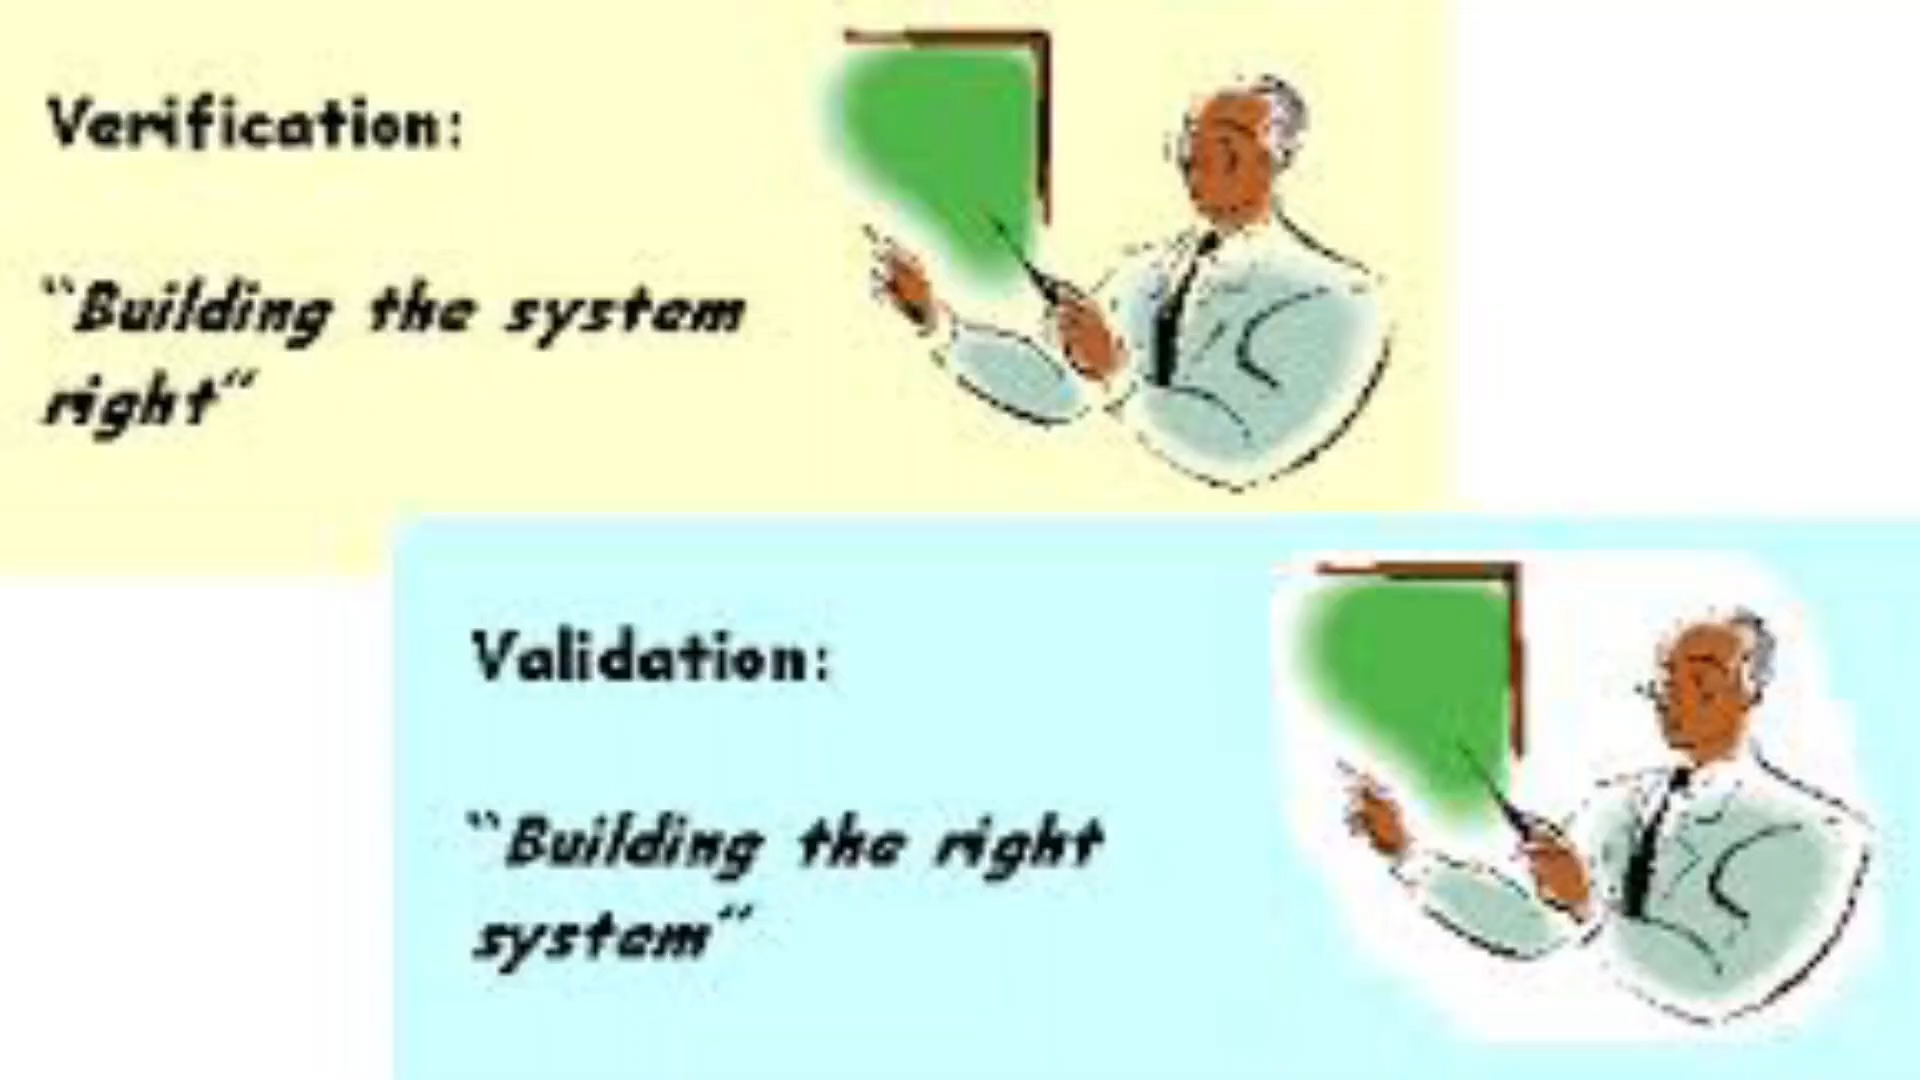 Verification:
“Building the system
right“
Validation:
“Building the right
system“